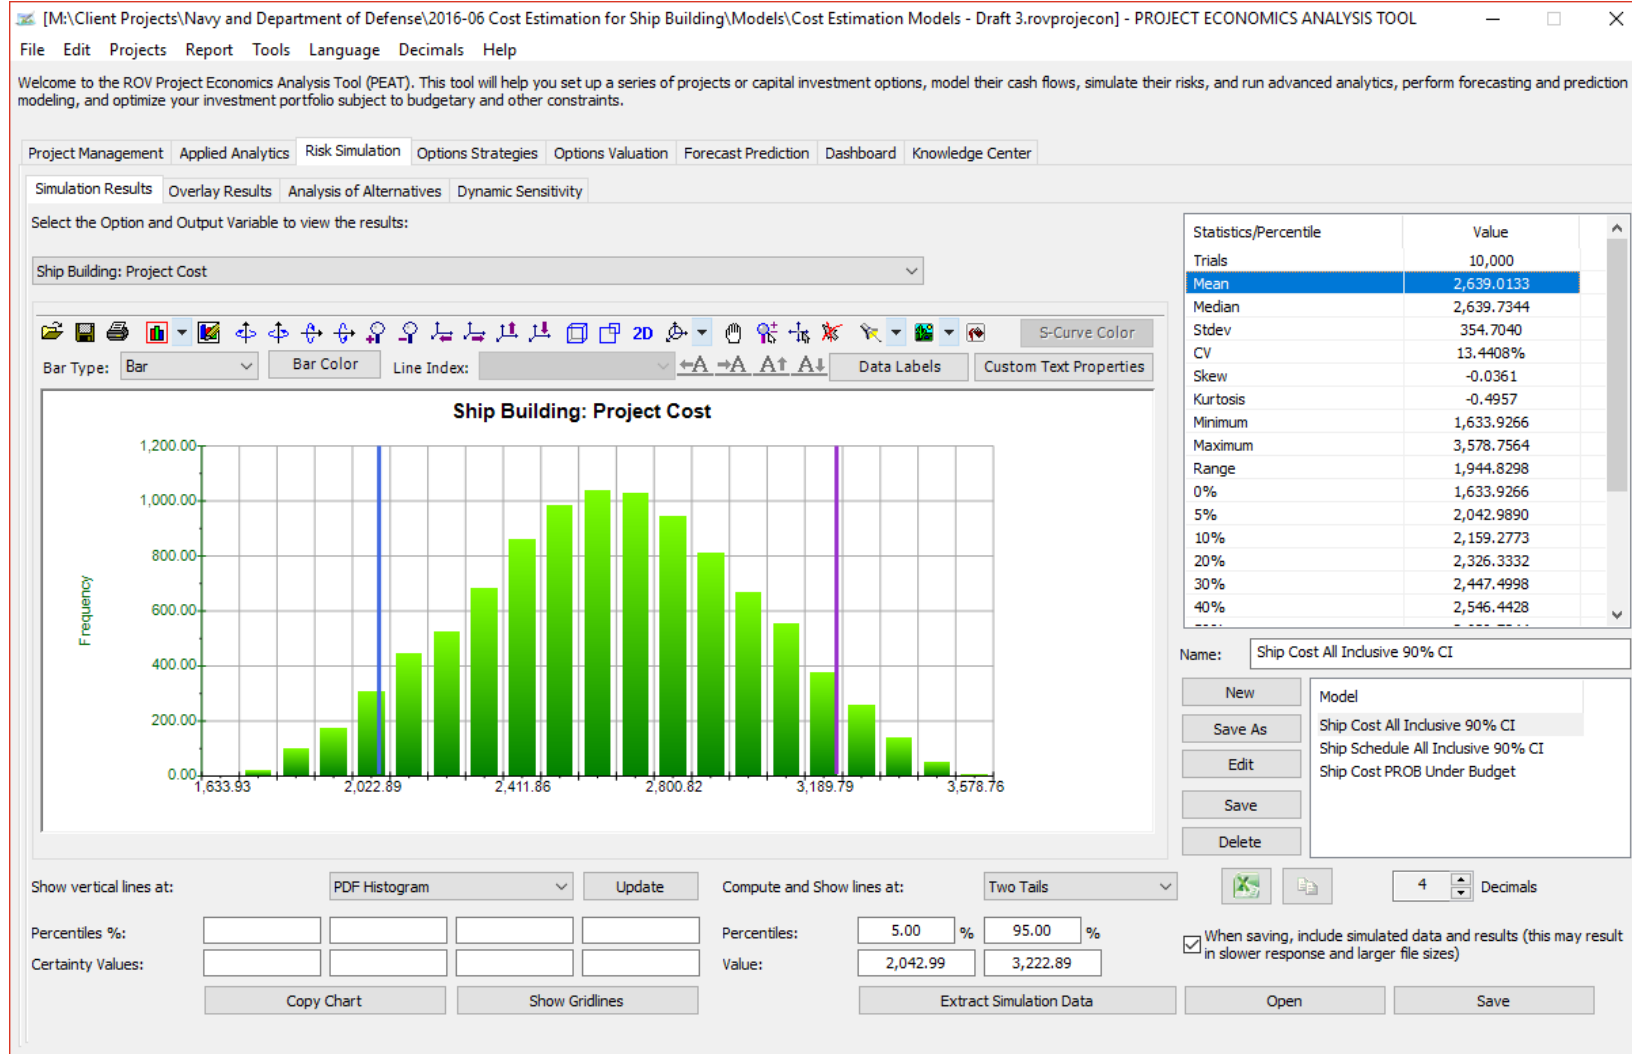 [M:\Client Projects\Navy and Department of Defense\2016-06 Cost Estimation for Ship Building\Models\Cost Estimation Models - Draft 3.rovprojecon] - PROJECT ECONOMICS ANALYSIS TOOL
File Edit Projects Report Tools Language Decimals Help
Welcome to the ROV Project Economics Analysis Tool (PEAT). This tool will help you set up a series of projects or capital investment options, model their cash flows, simulate their risks, and run advanced analytics, perform forecasting and prediction
modeling, and optimize your investment portfolio subject to budgetary and other constraints.
Project Management Applied Analytics Risk Simulation Options Strategies Options Valuation Forecast Prediction Dashboard Knowledge Center
Simulation Results Overlay Results Analysis of Alternatives Dynamic Sensitivity
Select the Option and Output Variable to view the results:
Ship Building: Project Cost
2D S-Curve Color
Bar Type: Bar Bar Color Line Index: A A A A Data Labels Custom Text Properties
Ship Building: Project Cost
Frequency
1,200.00
1,000.00
800.00
600.00
400.00
200.00
0.00
1,633.93 2,022.89 2,411.86 2,800.82 3,189.79 3,578.76
Statistics/Percentile Value
Trials 10,000
Mean 2,639.0133
Median 2,639.7344
Stdev 354.7040
CV 13.4408%
Skew -0.0361
Kurtosis -0.4957
Minimum 1,633.9266
Maximum 3,578.7564
Range 1,944.8298
0% 1,633.9266
5% 2,042.9890
10% 2,159.2773
20% 2,326.3332
30% 2,447.4998
40% 2,546.4428
Name: Ship Cost All Inclusive 90% CI
New
Save As
Edit
Save
Delete
Model
Ship Cost All Inclusive 90% CI
Ship Schedule All Inclusive 90% CI
Ship Cost PROB Under Budget
Show vertical lines at: PDF Histogram Update Compute and Show lines at: Two Tails 4 Decimals
Percentiles %: Percentiles: 5.00 % 95.00 %
Certainty Values: Value: 2,042.99 3,222.89
When saving, include simulated data and results (this may result
in slower response and larger file sizes)
Copy Chart Show Gridlines Extract Simulation Data Open Save